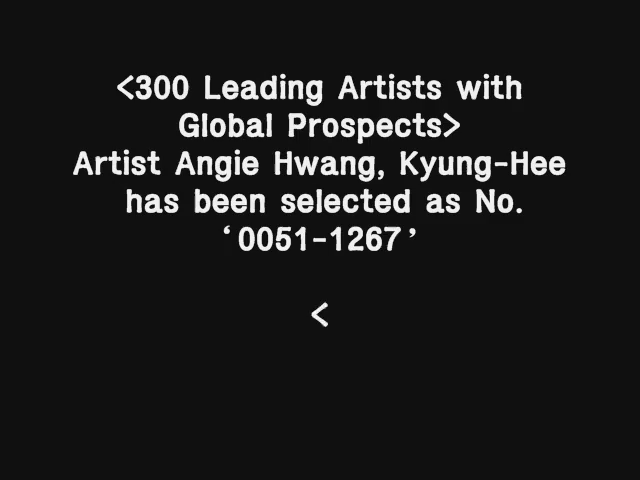 <300 Leading Artists with
Global Prospects>
Artist Angie Hwang, Kyung-Hee
has been selected as No.
‘0051-1267’
<